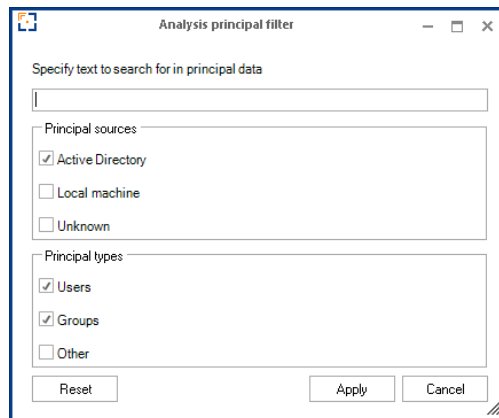 Analysis principal filter
Specify text to search for in principal data
Principal sources
Active Directory
Local machine
Unknown
Principal types
Users
Groups
Other
Reset Apply Cancel